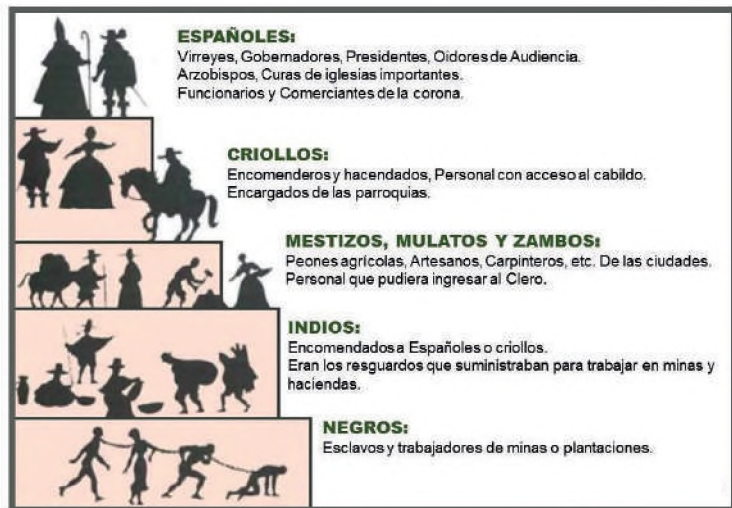 ESPAÑOLES:
Virreyes, Gobernadores, Presidentes, Oidores de Audiencia.
Arzobispos, Curas de iglesias importantes.
Funcionarios y Comerciantes de la corona.
CRIOLLOS:
Encomenderos y hacendados, Personal con acceso al cabildo.
Encargados de las parroquias.
MESTIZOS, MULATOS Y ZAMBOS:
Peones agrícolas, Artesanos, Carpinteros, etc. De las ciudades.
Personal que pudiera ingresar al Clero.
INDIOS:
Encomendados a Españoles o criollos.
Eran los resguardos que suministraban para trabajar en minas y
haciendas.
NEGROS:
Esclavos y trabajadores de minas o plantaciones.